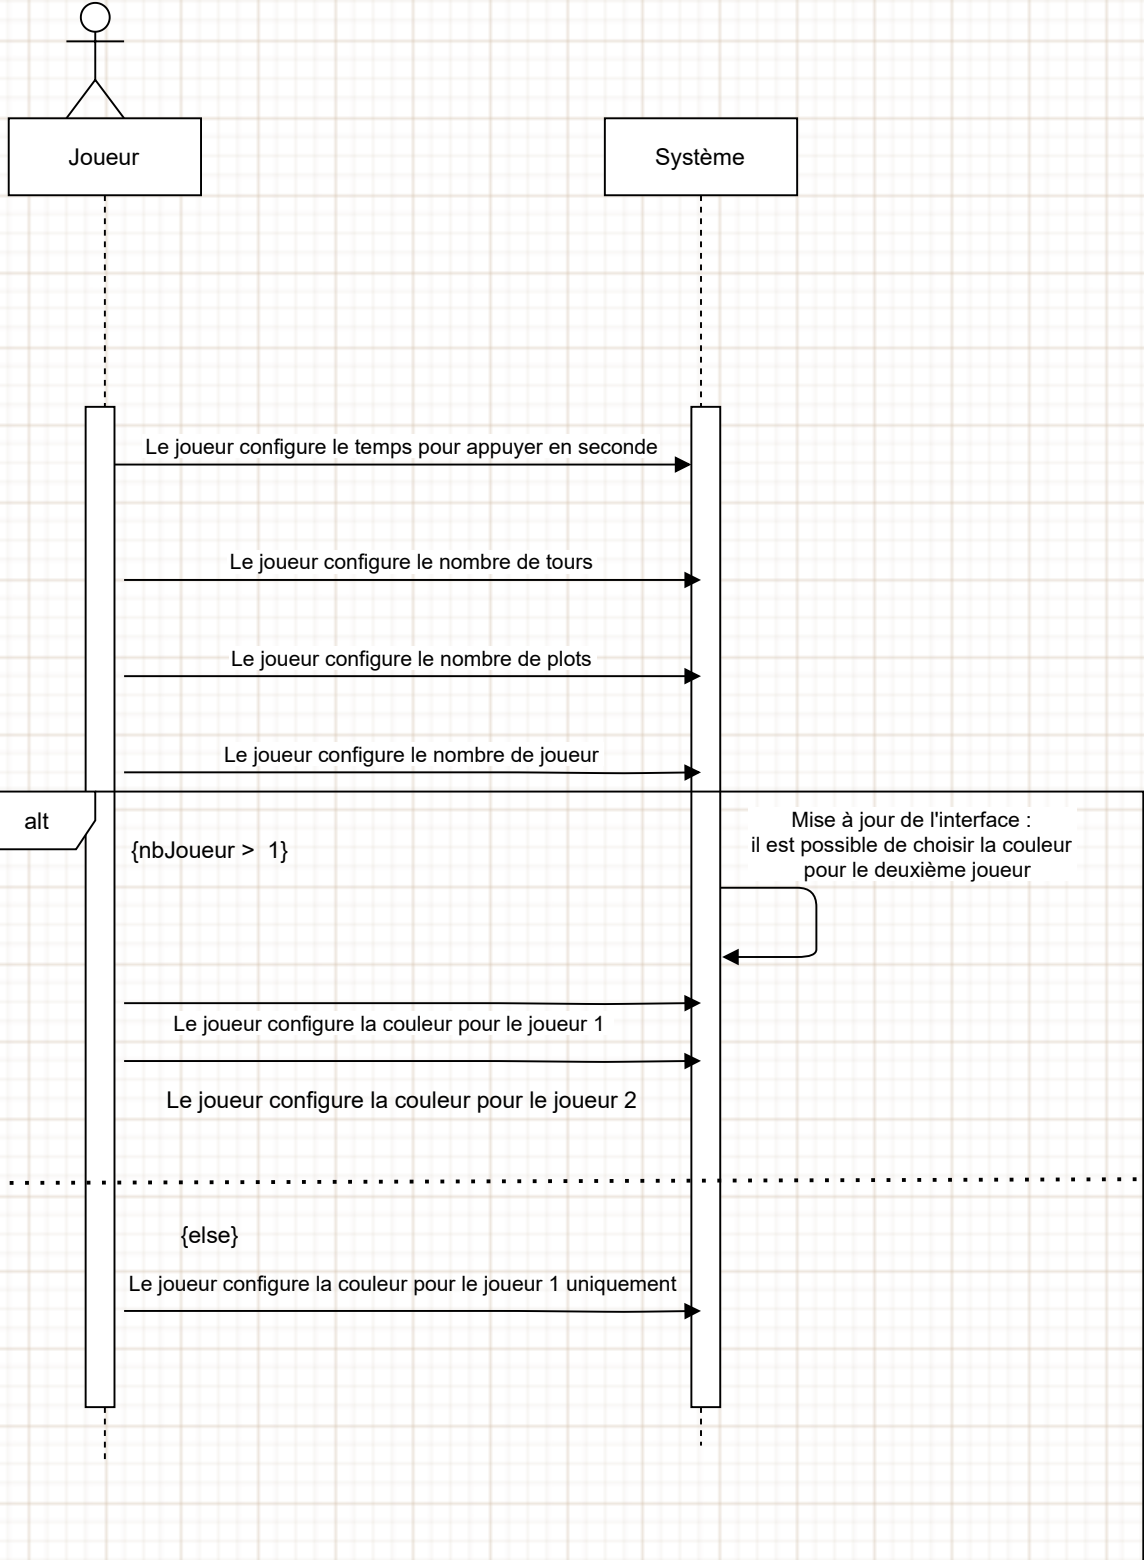 Joueur
Système
Le joueur configure le temps pour appuyer en seconde
Le joueur configure le nombre de tours
Le joueur configure le nombre de plots
Le joueur configure le nombre de joueur
alt
{nbJoueur >  1}
Mise à jour de l'interface :
il est possible de choisir la couleur
pour le deuxième joueur
Le joueur configure la couleur pour le joueur 1
Le joueur configure la couleur pour le joueur 2
{else}
Le joueur configure la couleur pour le joueur 1 uniquement